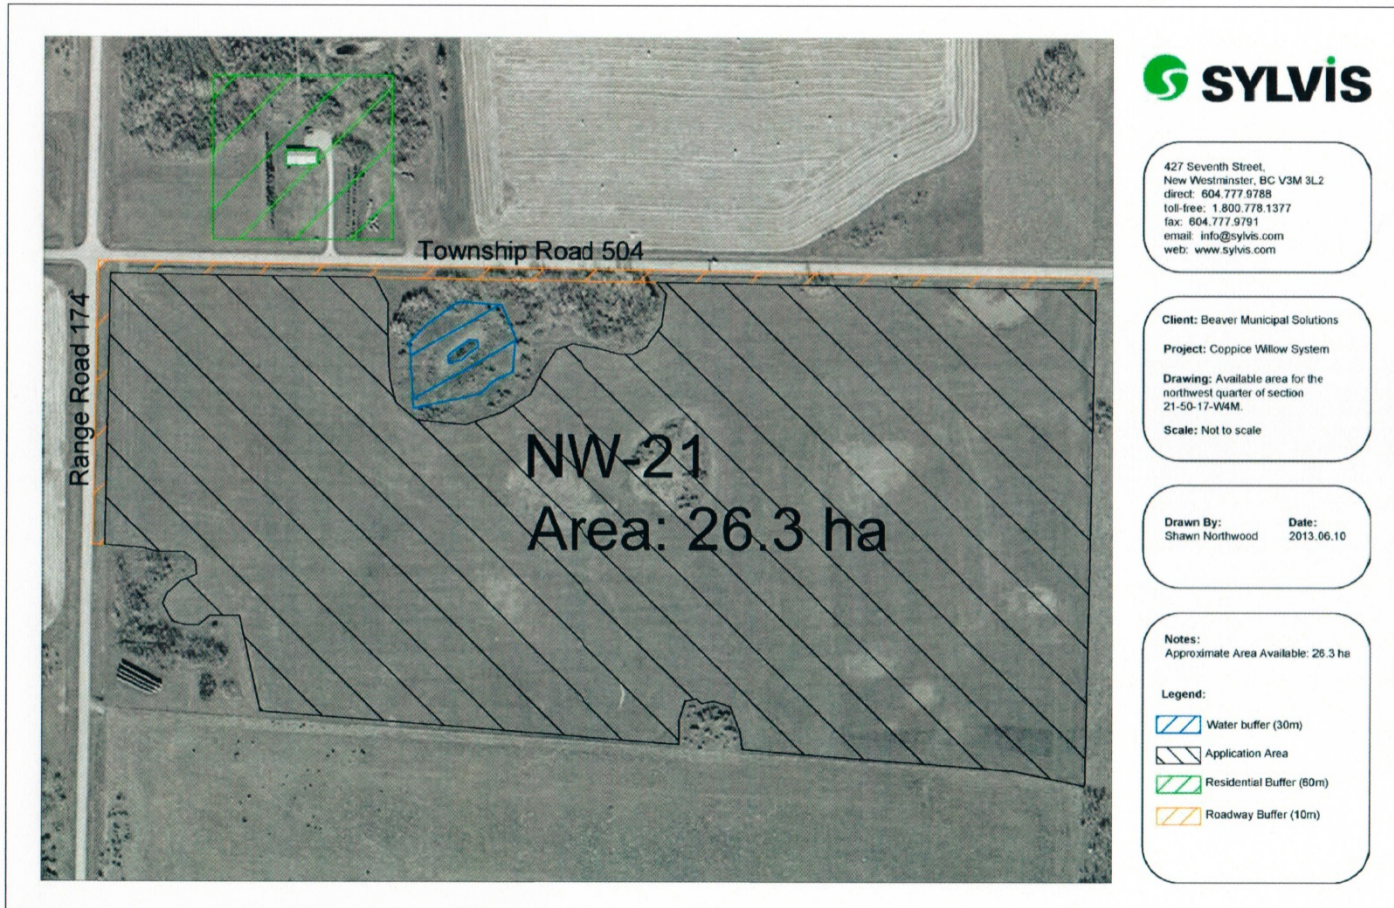 Township Road 504
Range Road 174
NW-21
Area: 26.3 ha
SYLVIS
427 Seventh Street,
New Westminster, BC V3M 3L2
direct: 604.777.9788
toll-free: 1.800.778.1377
fax: 604.777.9791
email: info@sylvis.com
web: www.sylvis.com
Client: Beaver Municipal Solutions
Project: Coppice Willow System
Drawing: Available area for the
northwest quarter of section
21-50-17-W4M.
Scale: Not to scale
Drawn By: Date:
Shawn Northwood 2013.06.10
Notes:
Approximate Area Available: 26.3 ha
Legend:
Water buffer (30m)
Application Area
Residential Buffer (60m)
Roadway Buffer (10m)